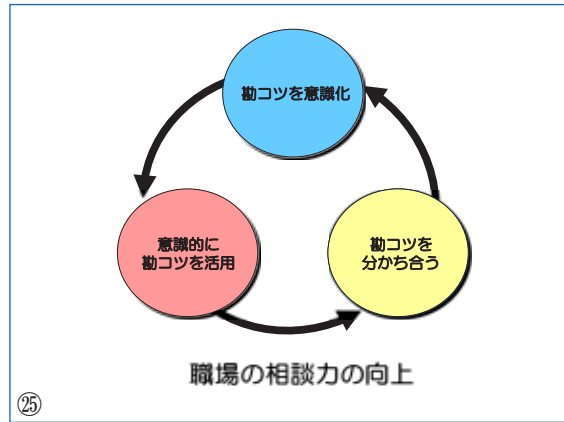 勘コツを意識化
意識的に
勘コツを活用
勘コツを
分かち合う
職場の相談力の向上
㉕